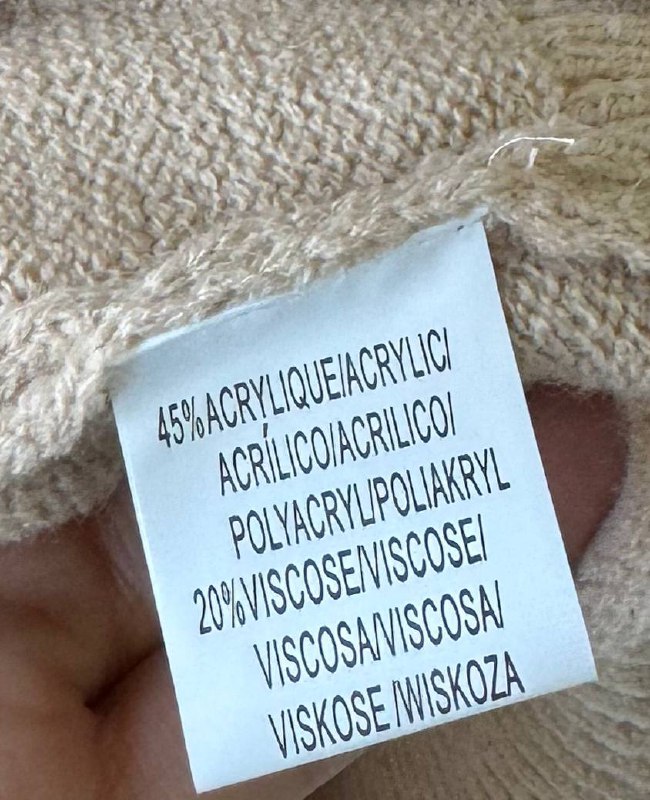 45%ACRYLIQUE/ACRYLIC/
ACRÍLICO/ACRILICO/
POLYACRYL/POLIAKRYL
20%VISCOSE/VISCOSE/
VISCOSA/VISCOSA/
VISKOSE /WISKOZA